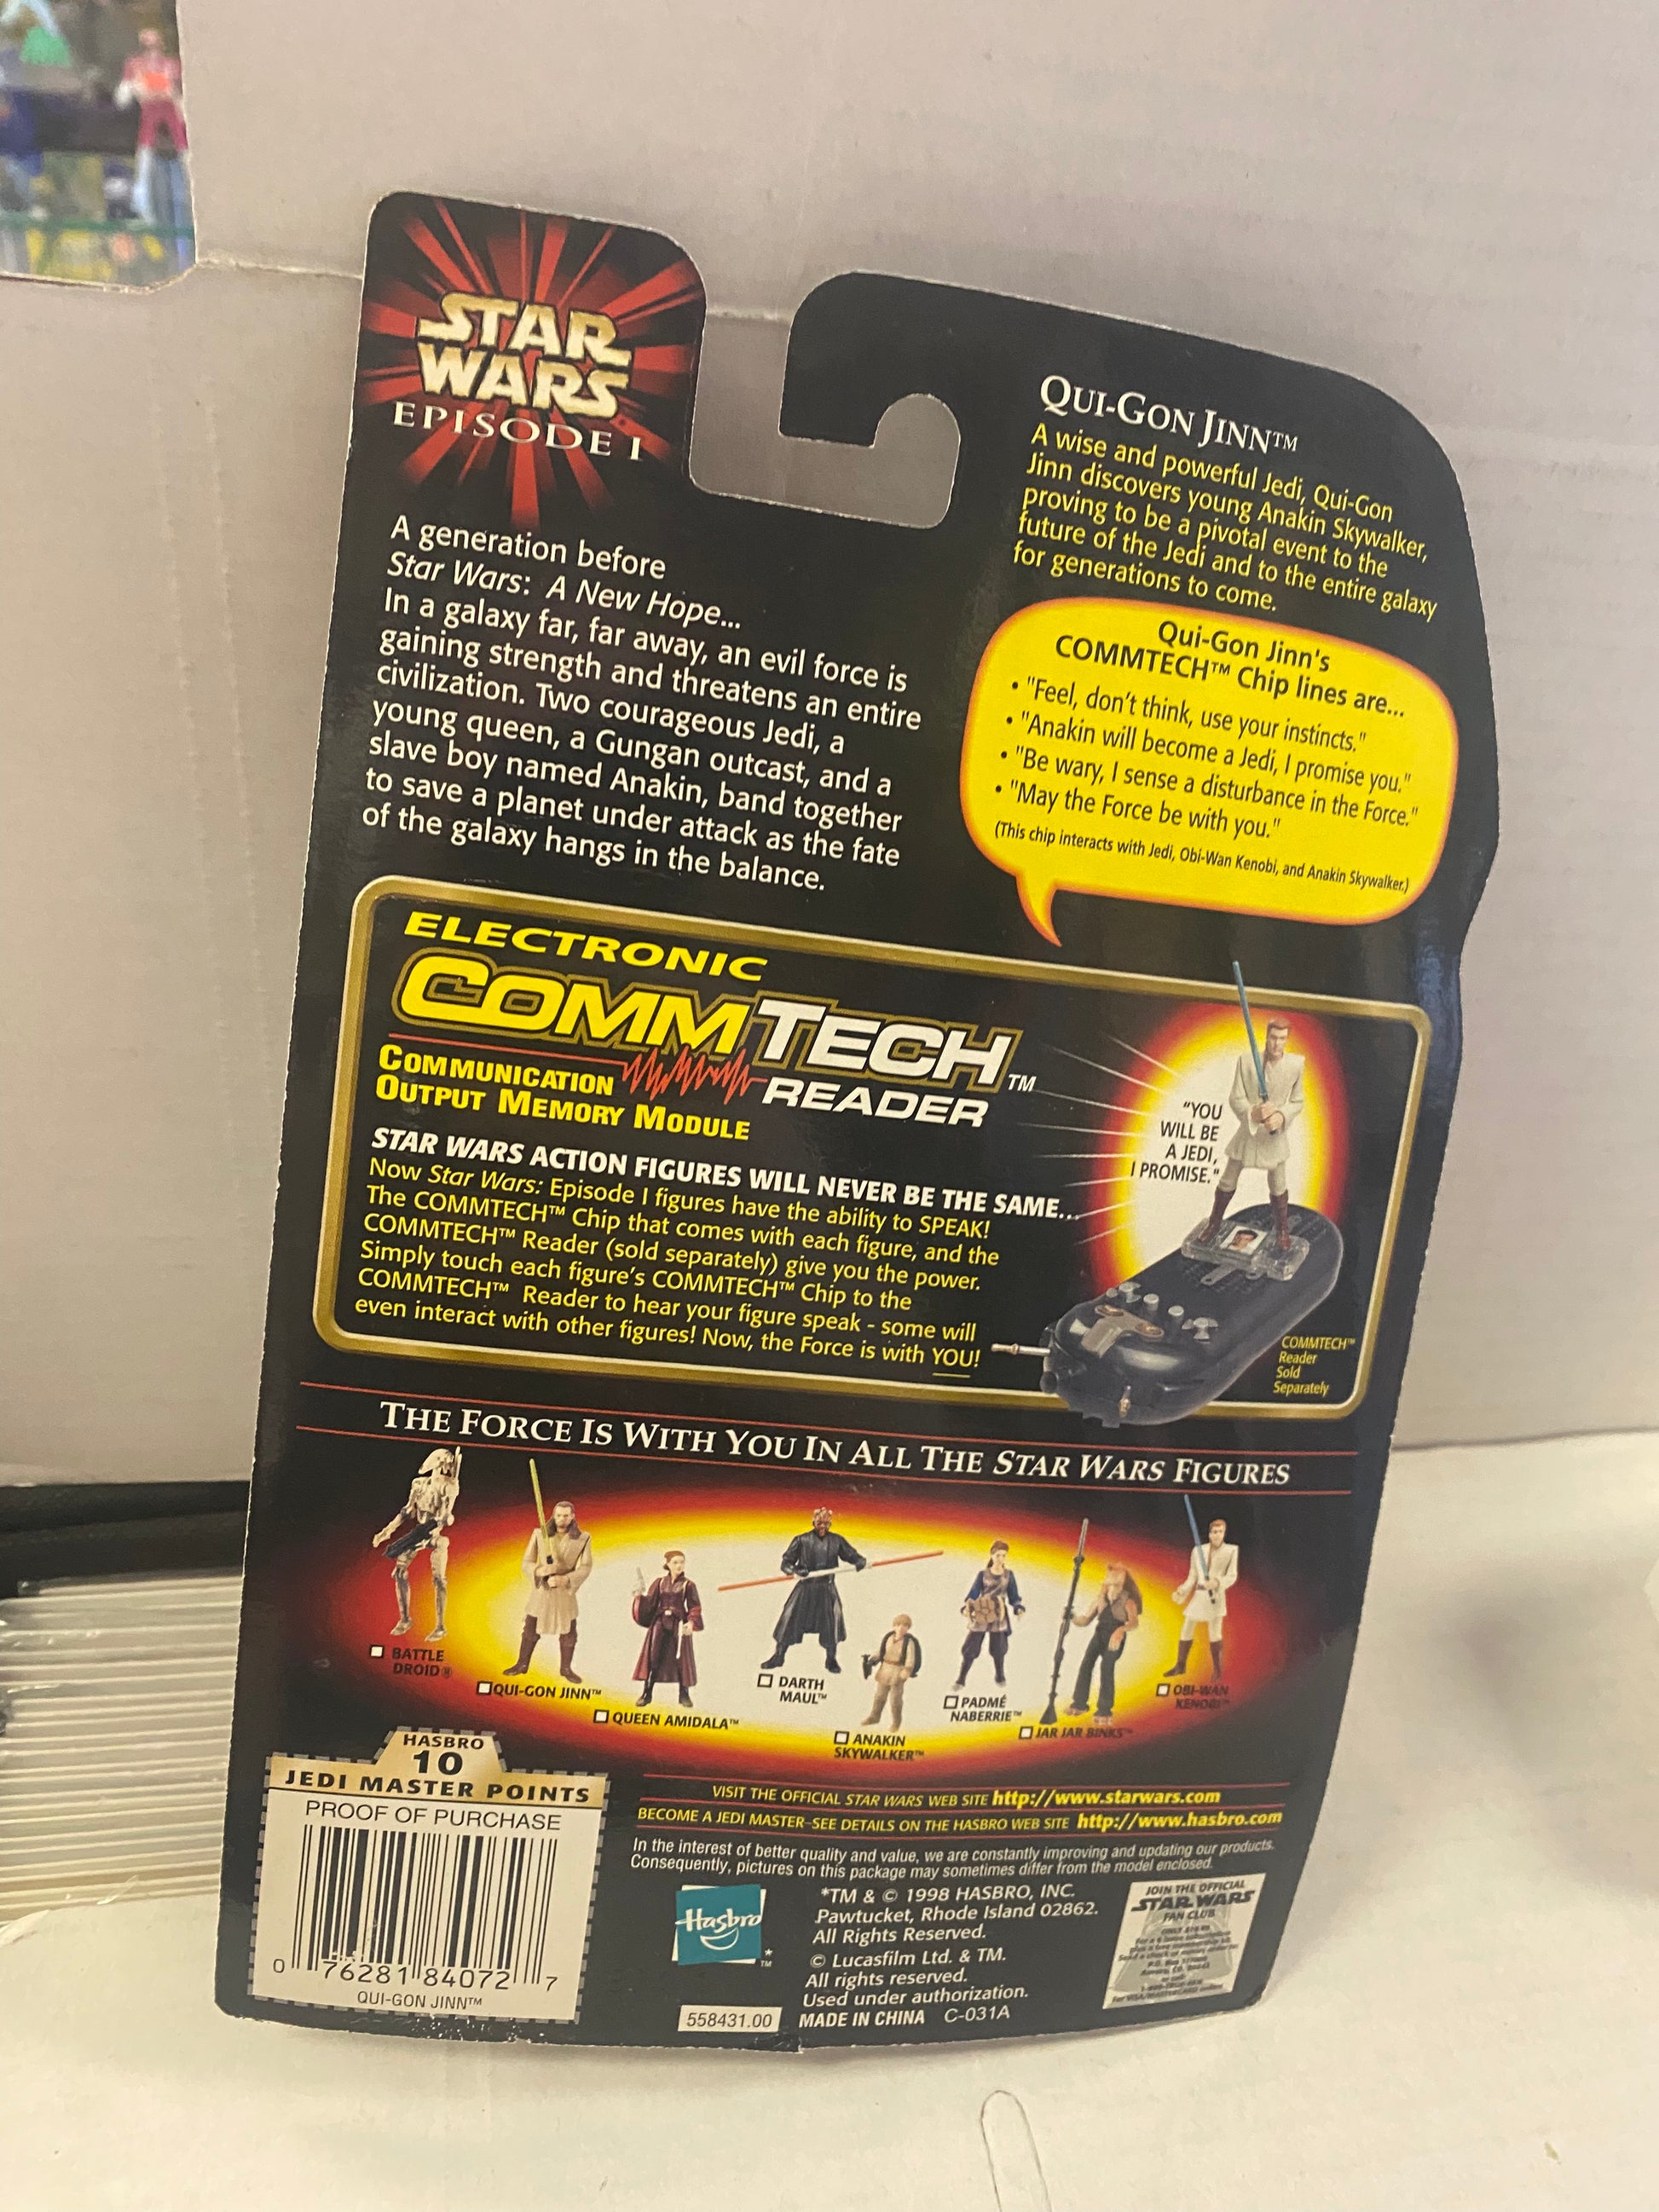 STAR
WARS
EPISODE I
A generation before
Star Wars: A New Hope...
In a galaxy far, far away, an evil force is
gaining strength and threatens an entire
civilization. Two courageous Jedi, a
young queen, a Gungan outcast, and a
slave boy named Anakin, band together
to save a planet under attack as the fate
of the galaxy hangs in the balance.
QUI-GON JINN™
A wise and powerful Jedi, Qui-Gon
Jinn discovers young Anakin Skywalker,
proving to be a pivotal event to the
future of the Jedi and to the entire galaxy
for generations to come.
Qui-Gon Jinn's
COMMTECH™ Chip lines are...
• "Feel, don't think, use your instincts."
• "Anakin will become a Jedi, I promise you."
• "Be wary, I sense a disturbance in the Force."
• "May the Force be with you."
(This chip interacts with Jedi, Obi-Wan Kenobi, and Anakin Skywalker.)
ELECTRONIC
COMMTECH™
READER
COMMUNICATION
OUTPUT MEMORY MODULE
STAR WARS ACTION FIGURES WILL NEVER BE THE SAME...
Now Star Wars: Episode I figures have the ability to SPEAK!
The COMMTECH™ Chip that comes with each figure, and the
COMMTECH™ Reader (sold separately) give you the power.
Simply touch each figure's COMMTECH™ Chip to the
COMMTECH™ Reader to hear your figure speak - some will
even interact with other figures! Now, the Force is with YOU!
"YOU
WILL BE
A JEDI,
I PROMISE."
COMMTECH™
Reader
Sold
Separately
THE FORCE IS WITH YOU IN ALL THE STAR WARS FIGURES
BATTLE
DROID®
QUI-GON JINN™
QUEEN AMIDALA™
DARTH
MAUL™
ANAKIN
SKYWALKER™
PADMÉ
NABERRIE™
JAR JAR BINKS™
OBI-WAN
KENOBI™
HASBRO
10
JEDI MASTER POINTS
PROOF OF PURCHASE
0 76281 84072 7
QUI-GON JINN™
VISIT THE OFFICIAL STAR WARS WEB SITE http://www.starwars.com
BECOME A JEDI MASTER-SEE DETAILS ON THE HASBRO WEB SITE http://www.hasbro.com
In the interest of better quality and value, we are constantly improving and updating our products.
Consequently, pictures on this package may sometimes differ from the model enclosed.
Hasbro
*
TM
*TM & © 1998 HASBRO, INC.
Pawtucket, Rhode Island 02862.
All Rights Reserved.
© Lucasfilm Ltd. & TM.
All rights reserved.
Used under authorization.
MADE IN CHINA C-031A
558431.00
JOIN THE OFFICIAL
STAR WARS
FAN CLUB